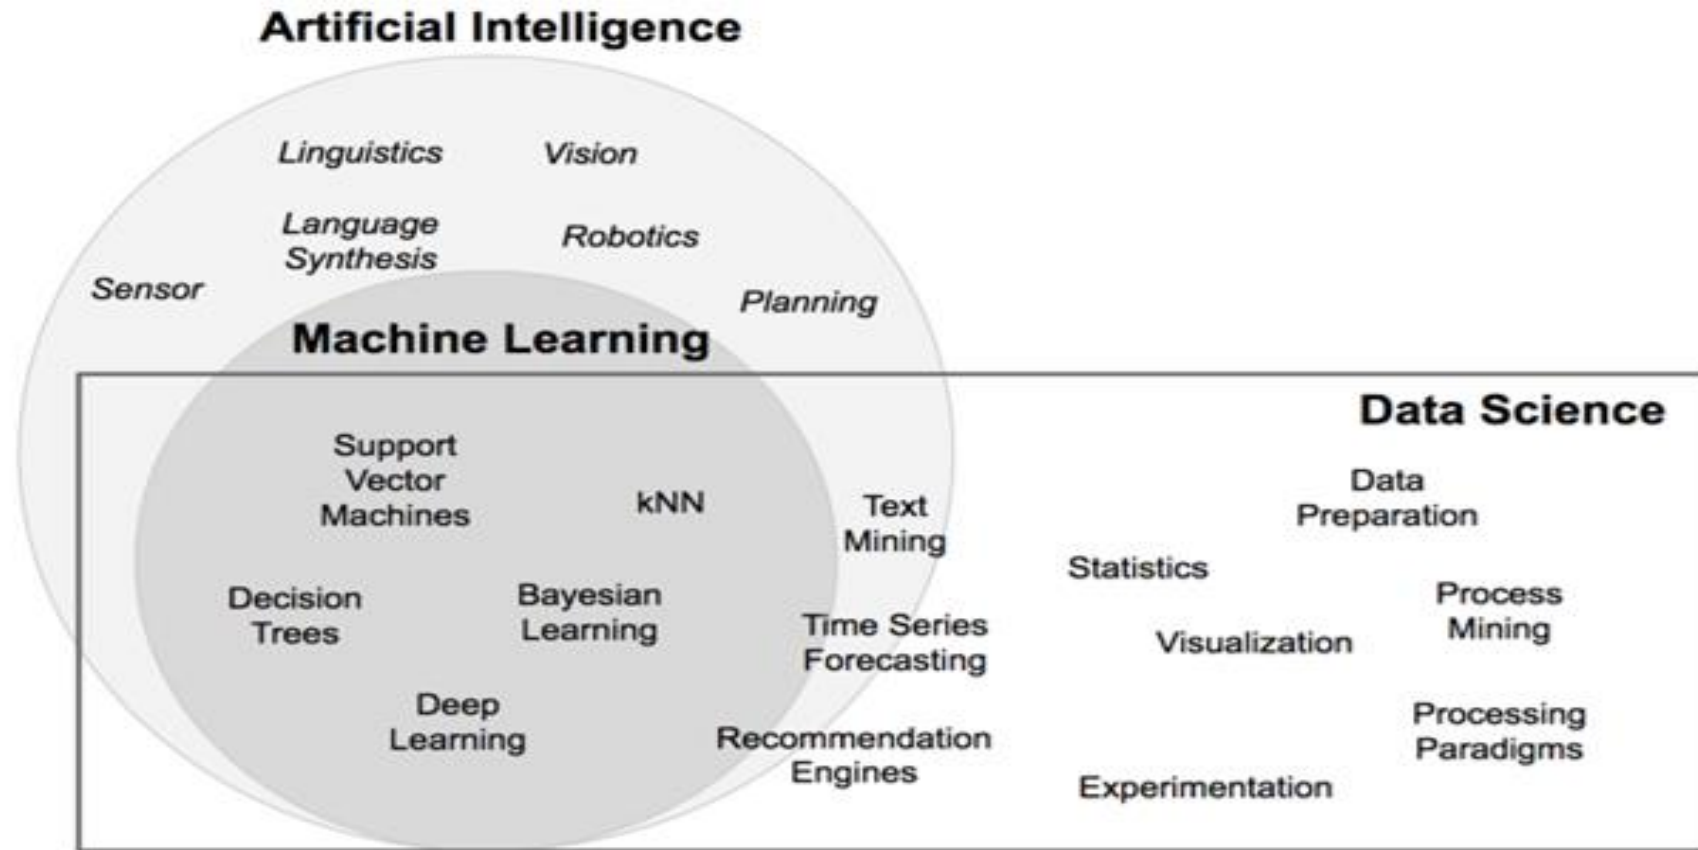 Artificial Intelligence
Linguistics
Vision
Language
Synthesis
Robotics
Sensor
Planning
Machine Learning
Data Science
Support
Vector
Machines
kNN
Text
Mining
Data
Preparation
Statistics
Decision
Trees
Bayesian
Learning
Time Series
Forecasting
Visualization
Process
Mining
Deep
Learning
Recommendation
Engines
Experimentation
Processing
Paradigms